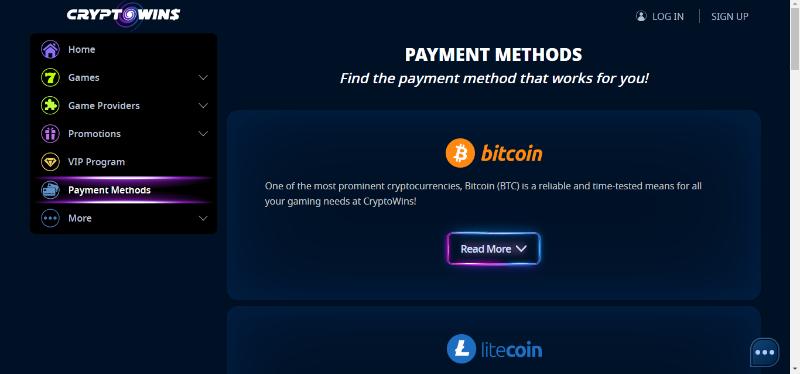 CRYPTOWINS
LOG IN
SIGN UP
Home
Games
Game Providers
Promotions
VIP Program
Payment Methods
More
PAYMENT METHODS
Find the payment method that works for you!
bitcoin
One of the most prominent cryptocurrencies, Bitcoin (BTC) is a reliable and time-tested means for all
your gaming needs at CryptoWins!
Read More
litecoin